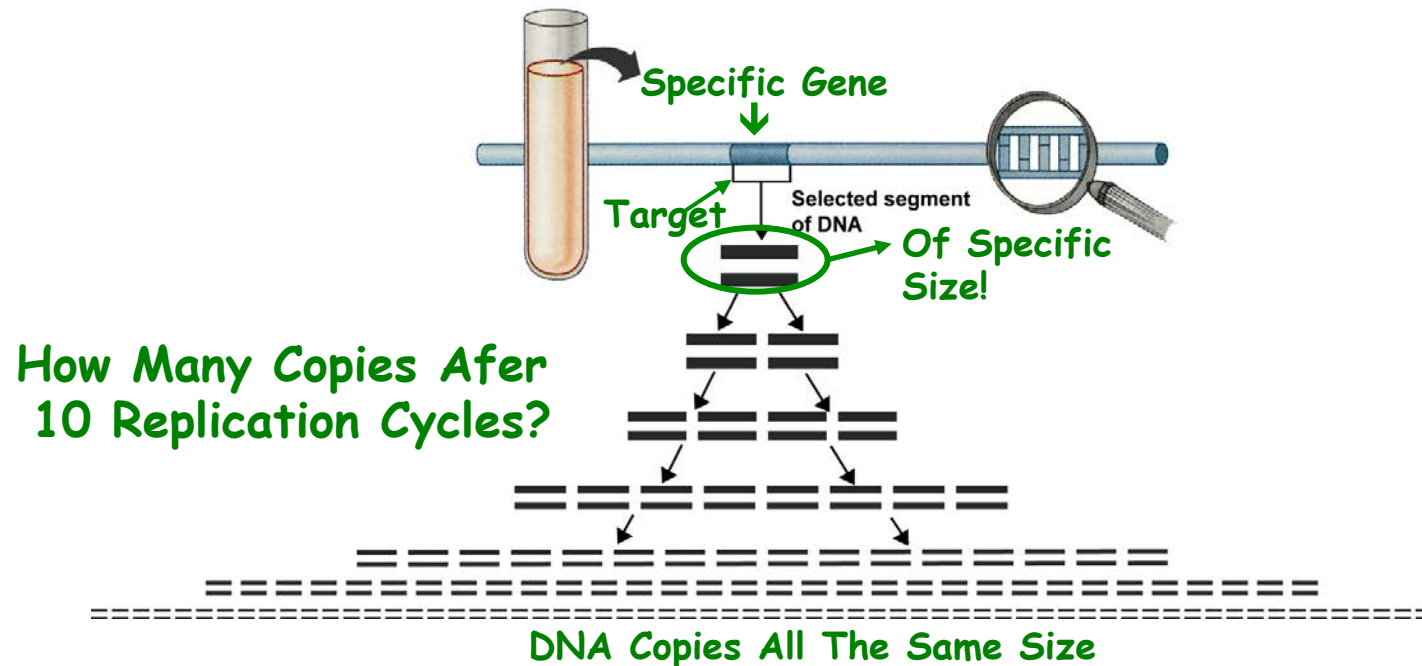 Specific Gene
Target
Selected segment
of DNA
Of Specific
Size!
How Many Copies Afer
10 Replication Cycles?
DNA Copies All The Same Size